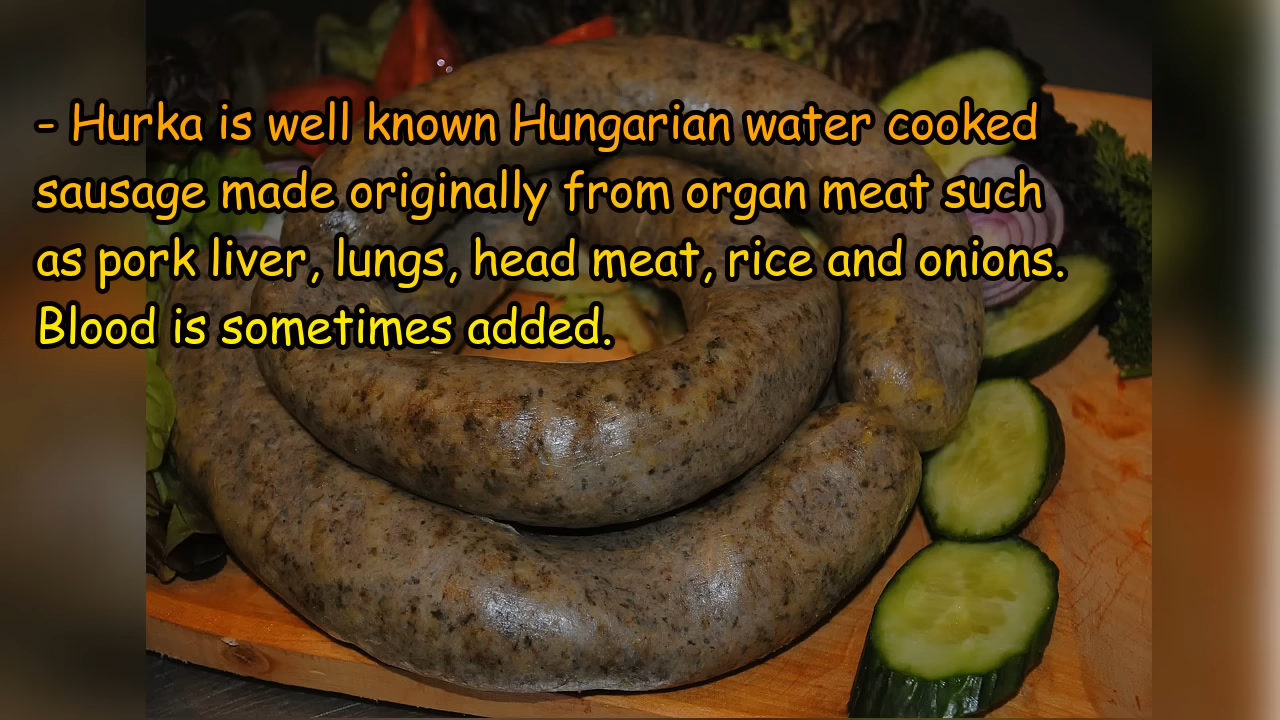 - Hurka is well known Hungarian water cooked
sausage made originally from organ meat such
as pork liver, lungs, head meat, rice and onions.
Blood is sometimes added.